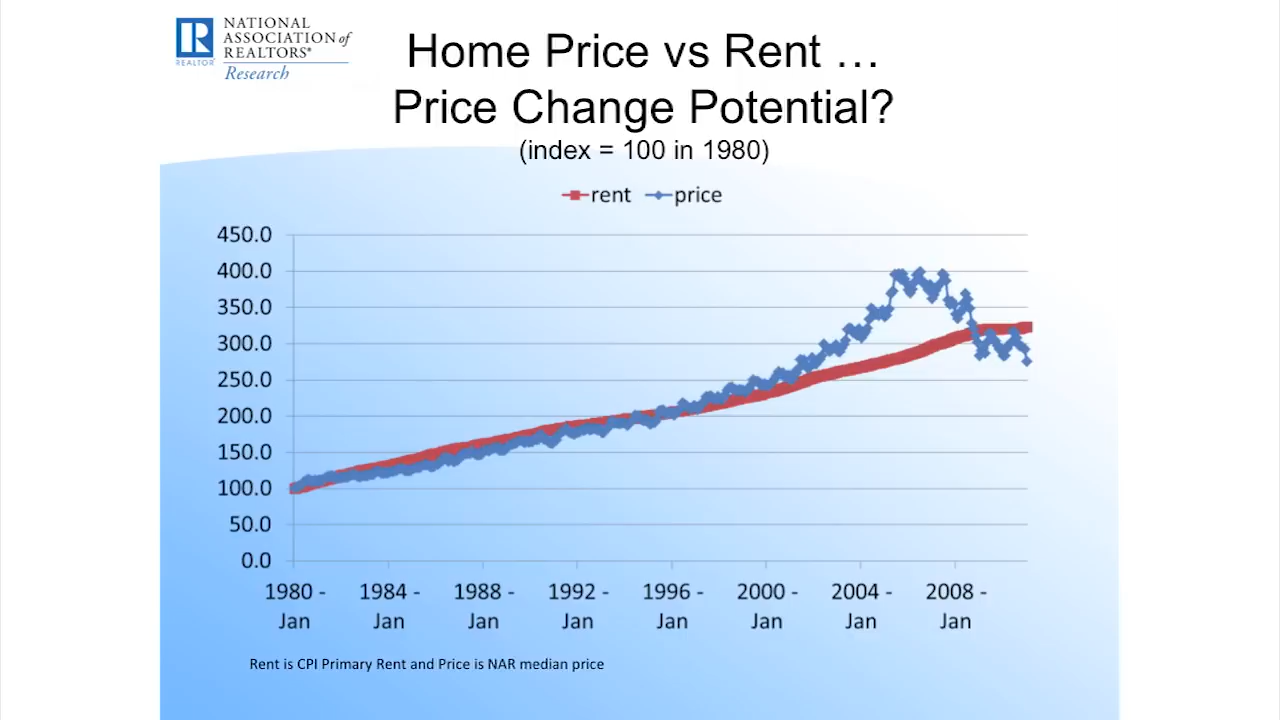 NATIONAL
ASSOCIATION of
REALTORS®
REALTOR®
Research
Home Price vs Rent …
Price Change Potential?
(index = 100 in 1980)
rent price
450.0
400.0
350.0
300.0
250.0
200.0
150.0
100.0
50.0
0.0
1980 - 1984 - 1988 - 1992 - 1996 - 2000 - 2004 - 2008 -
Jan Jan Jan Jan Jan Jan Jan Jan
Rent is CPI Primary Rent and Price is NAR median price